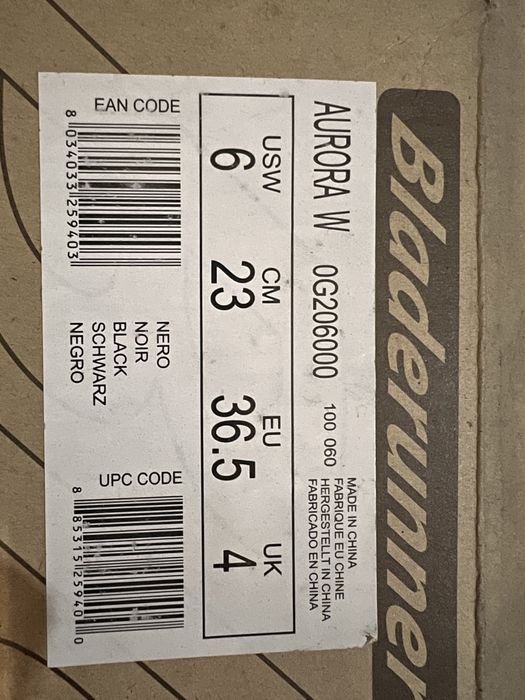 Bladerunner
AURORA W 0G206000 100 060
MADE IN CHINA
FABRIQUE EU CHINE
HERGESTELLT IN CHINA
FABRICADO EN CHINA
USW CM EU UK
6 23 36.5 4
EAN CODE
8 034033 259403
NERO
NOIR
BLACK
SCHWARZ
NEGRO
UPC CODE
8 85315 25940 0